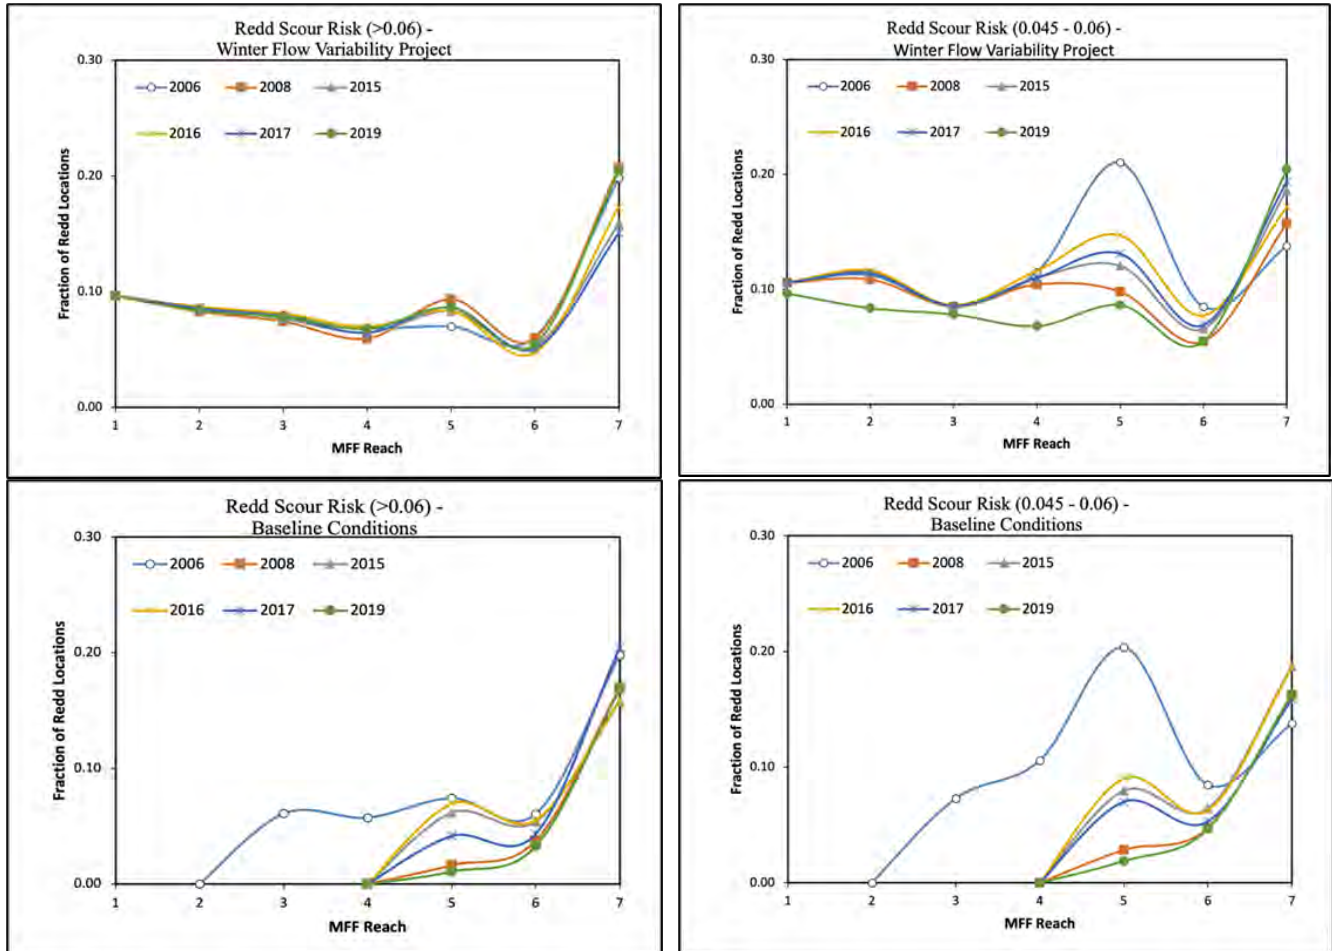 Redd Scour Risk (>0.06) -
Winter Flow Variability Project
0.30
2006 2008 2015
2016 2017 2019
0.20
0.10
0.00
Fraction of Redd Locations
1 2 3 4 5 6 7
MFF Reach
Redd Scour Risk (0.045 - 0.06) -
Winter Flow Variability Project
0.30
2006 2008 2015
2016 2017 2019
0.20
0.10
0.00
Fraction of Redd Locations
1 2 3 4 5 6 7
MFF Reach
Redd Scour Risk (>0.06) -
Baseline Conditions
0.30
2006 2008 2015
2016 2017 2019
0.20
0.10
0.00
Fraction of Redd Locations
1 2 3 4 5 6 7
MFF Reach
Redd Scour Risk (0.045 - 0.06) -
Baseline Conditions
0.30
2006 2008 2015
2016 2017 2019
0.20
0.10
0.00
Fraction of Redd Locations
1 2 3 4 5 6 7
MFF Reach